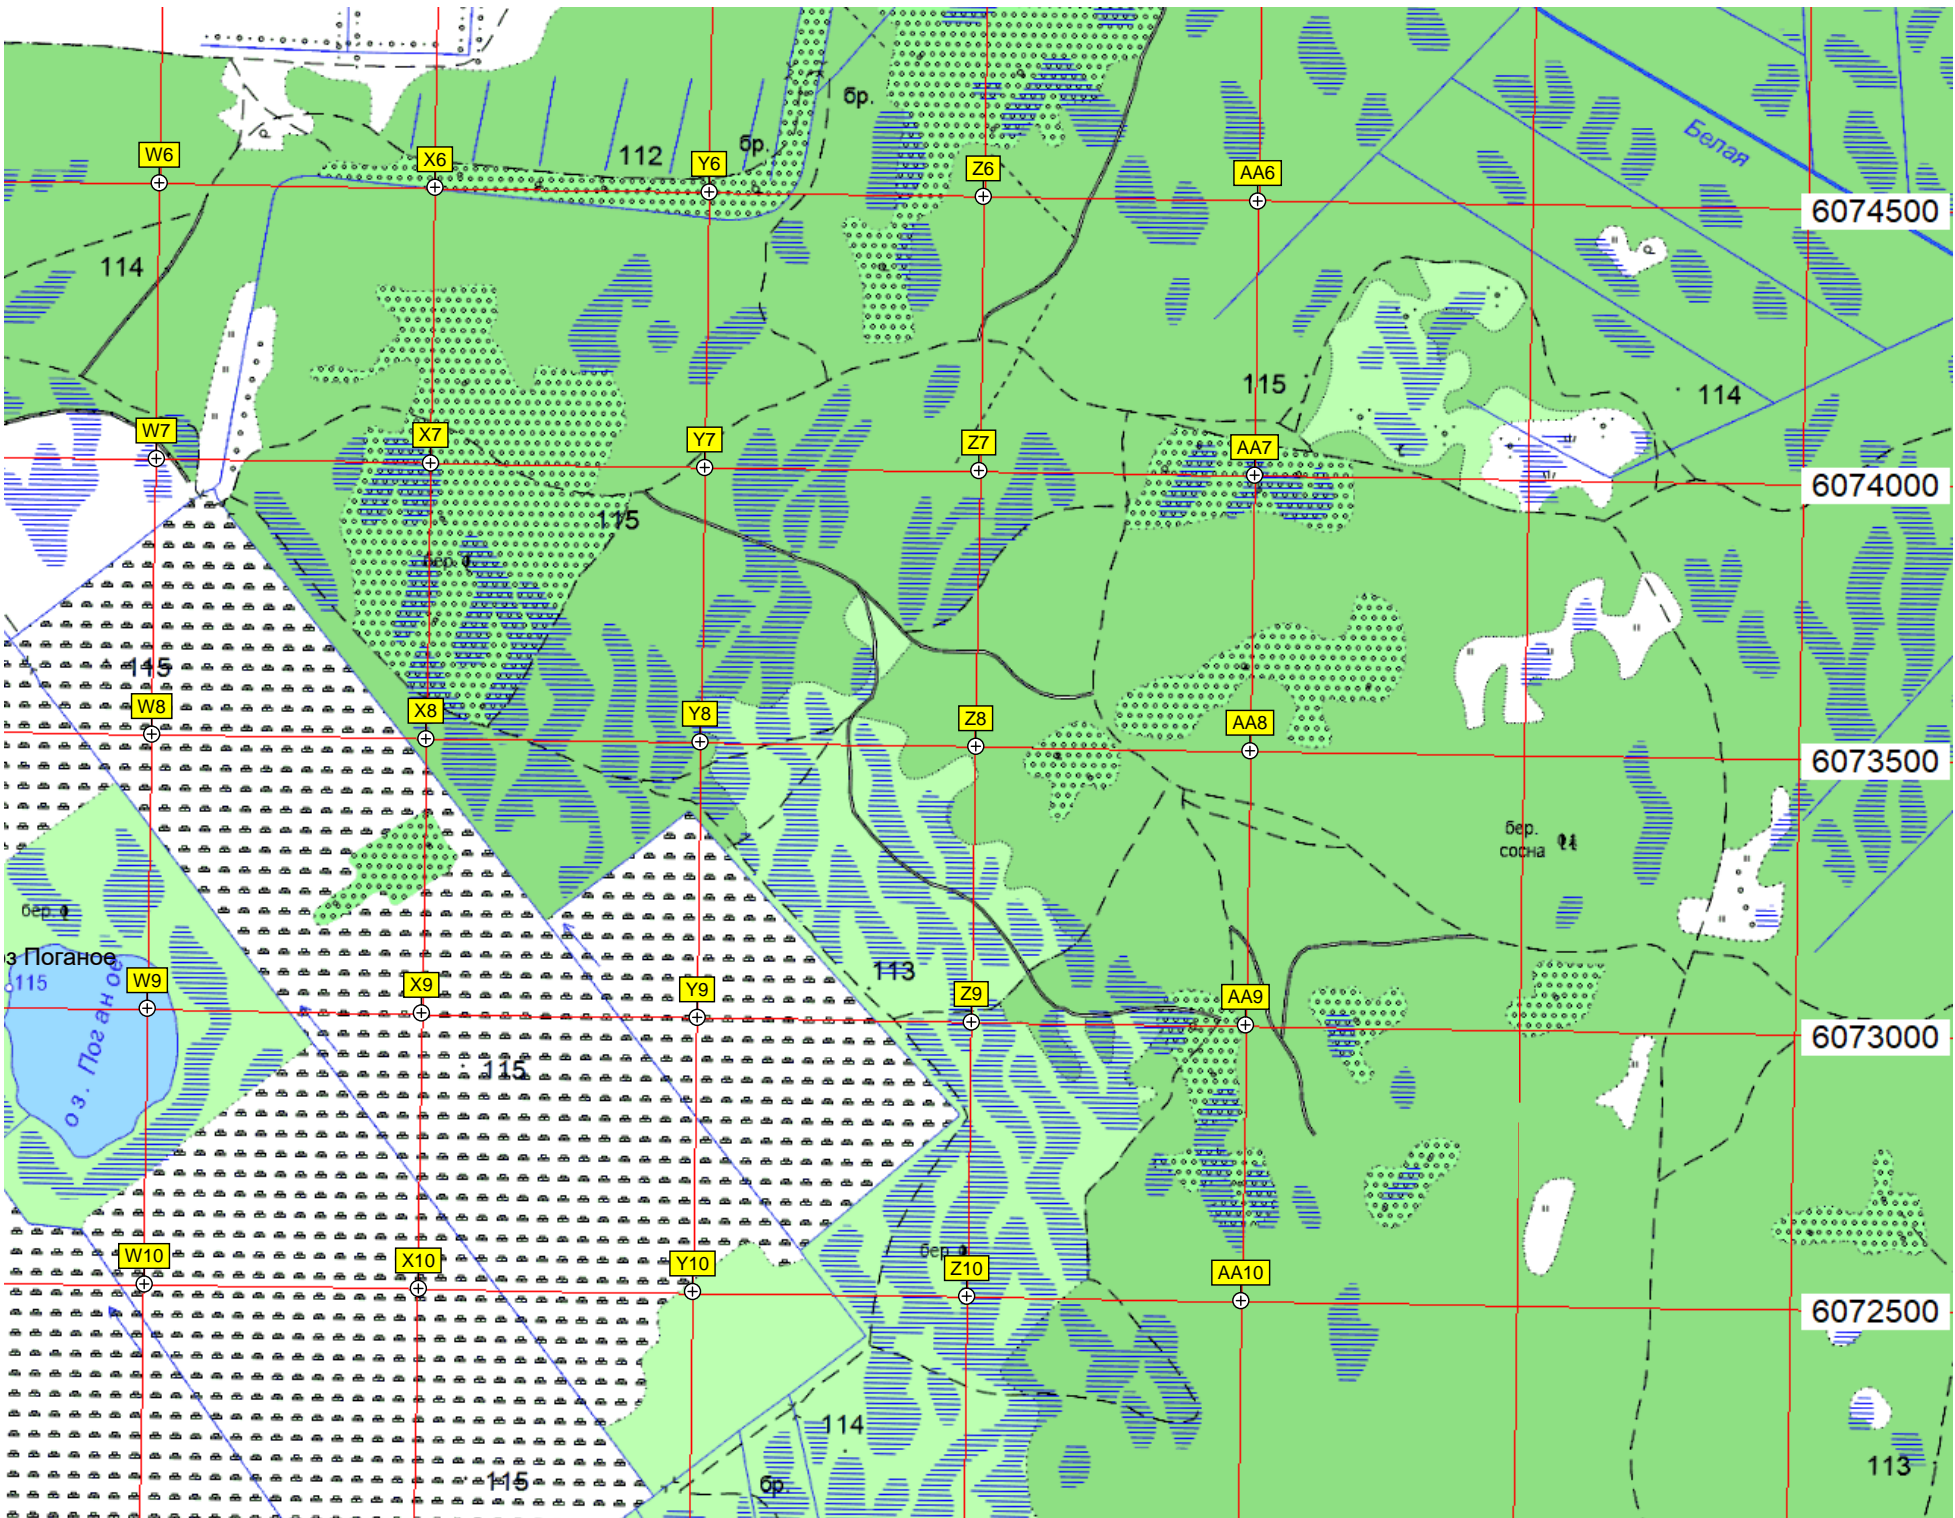 бр.
Белая
112
бр.
W6
X6
Y6
Z6
AA6
6074500
114
115
114
W7
X7
Y7
Z7
AA7
6074000
115
бер.
115
W8
X8
Y8
Z8
AA8
6073500
бер.
сосна
бер.
оз Поганое
115
оз. Поганое
113
W9
X9
Y9
Z9
AA9
6073000
115
бер.
W10
X10
Y10
Z10
AA10
6072500
114
113
115
бр.